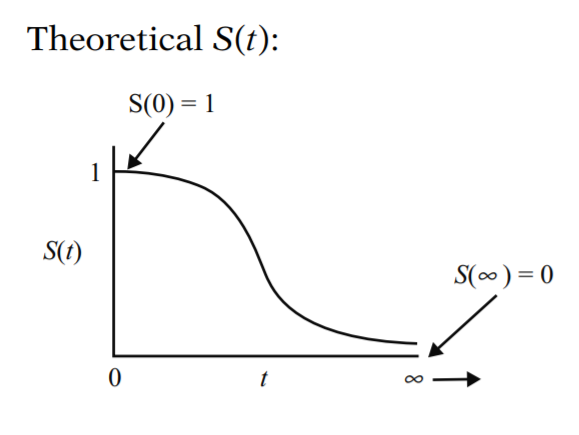 Theoretical S(t):
S(0) = 1
1
S(t)
S(∞) = 0
0
t
∞